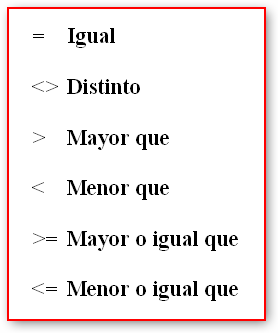 = Igual
<> Distinto
> Mayor que
< Menor que
>= Mayor o igual que
<= Menor o igual que